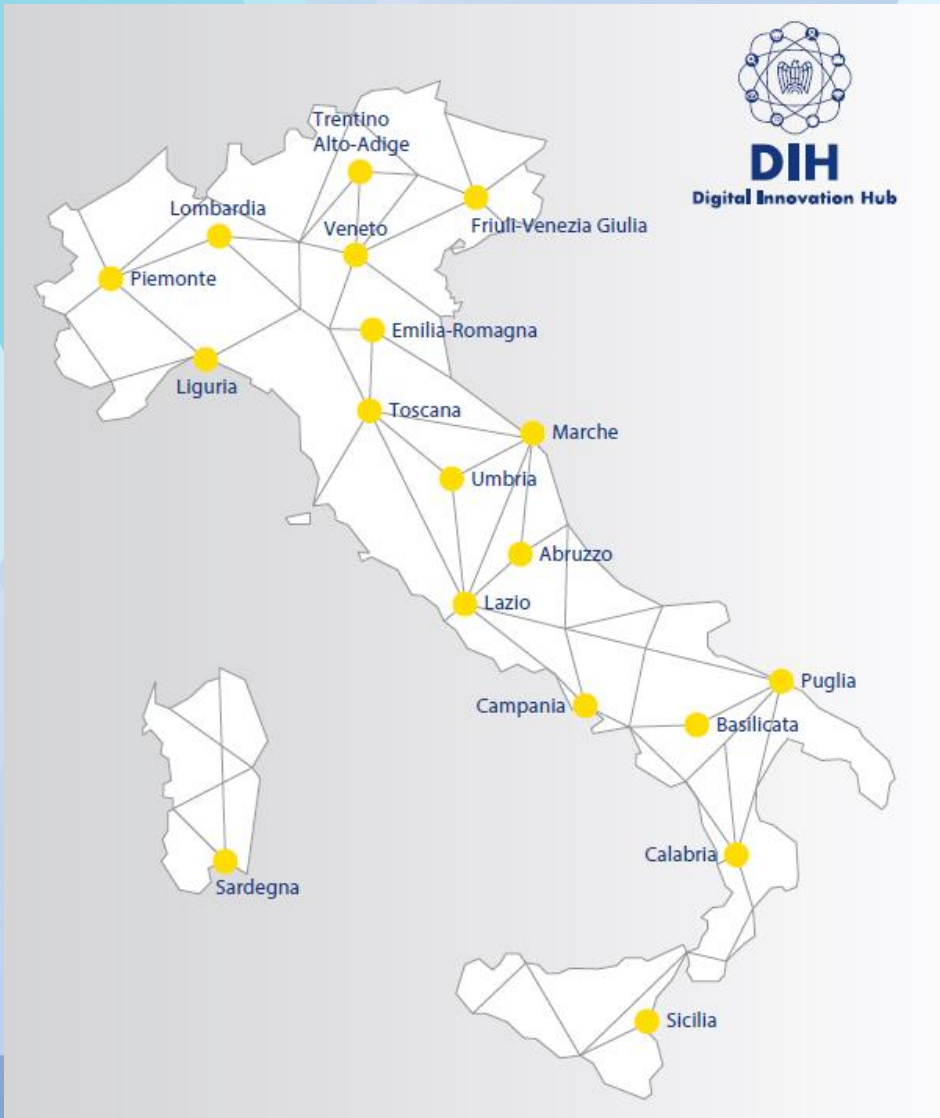 DIH
Digital Innovation Hub
Trentino
Alto-Adige
Lombardia
Veneto
Friuli-Venezia Giulia
Piemonte
Emilia-Romagna
Liguria
Toscana
Marche
Umbria
Abruzzo
Lazio
Puglia
Campania
Basilicata
Calabria
Sardegna
Sicilia